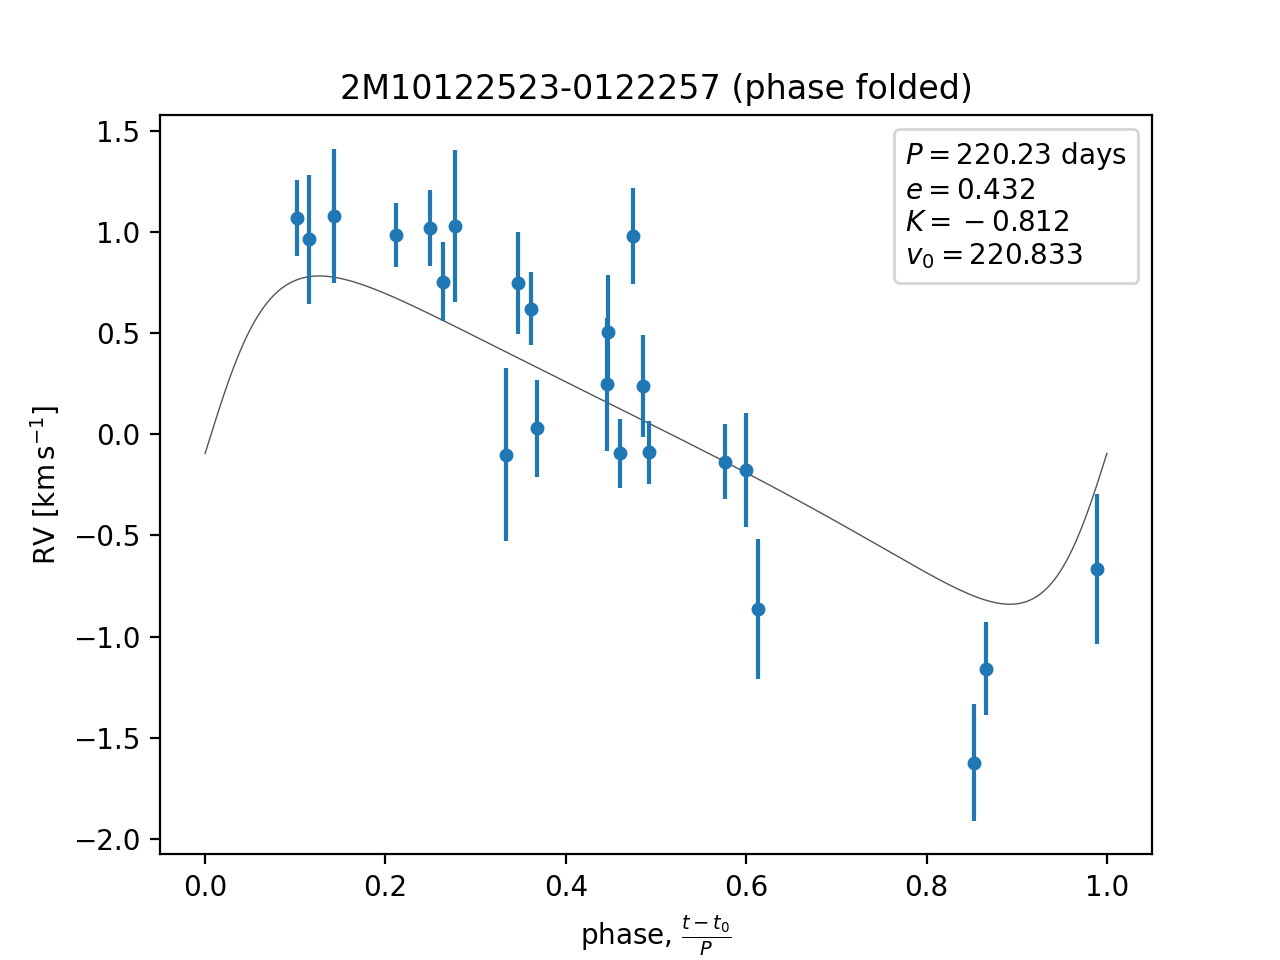 2M10122523-0122257 (phase folded)
P = 220.23 days
e = 0.432
K = −0.812
v₀ = 220.833
RV [km s⁻¹]
1.5
1.0
0.5
0.0
−0.5
−1.0
−1.5
−2.0
0.0 0.2 0.4 0.6 0.8 1.0
phase, (t − t₀)/P